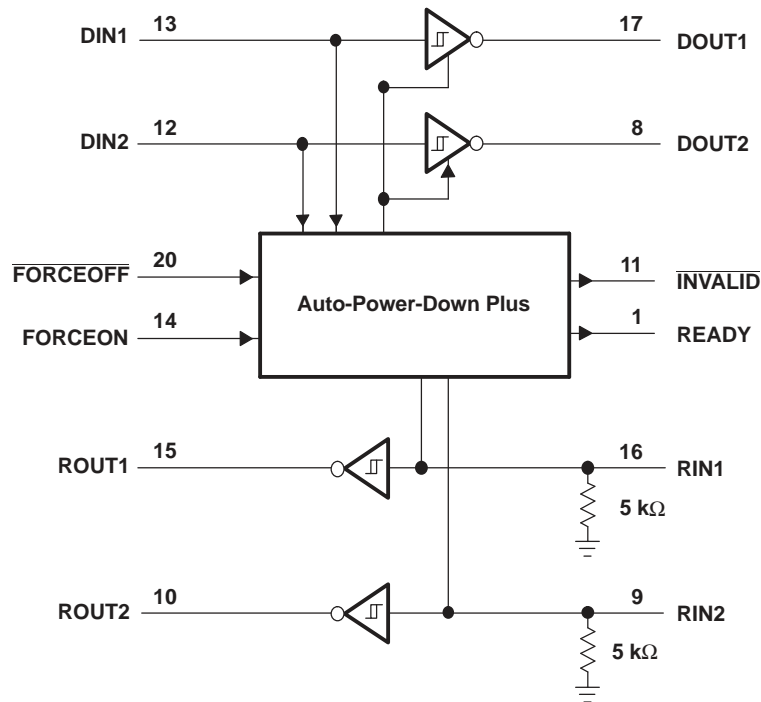 DIN1 13 17 DOUT1
DIN2 12 8 DOUT2
FORCEOFF 20 11 INVALID
Auto-Power-Down Plus
FORCEON 14 1 READY
ROUT1 15 16 RIN1
5 kΩ
ROUT2 10 9 RIN2
5 kΩ